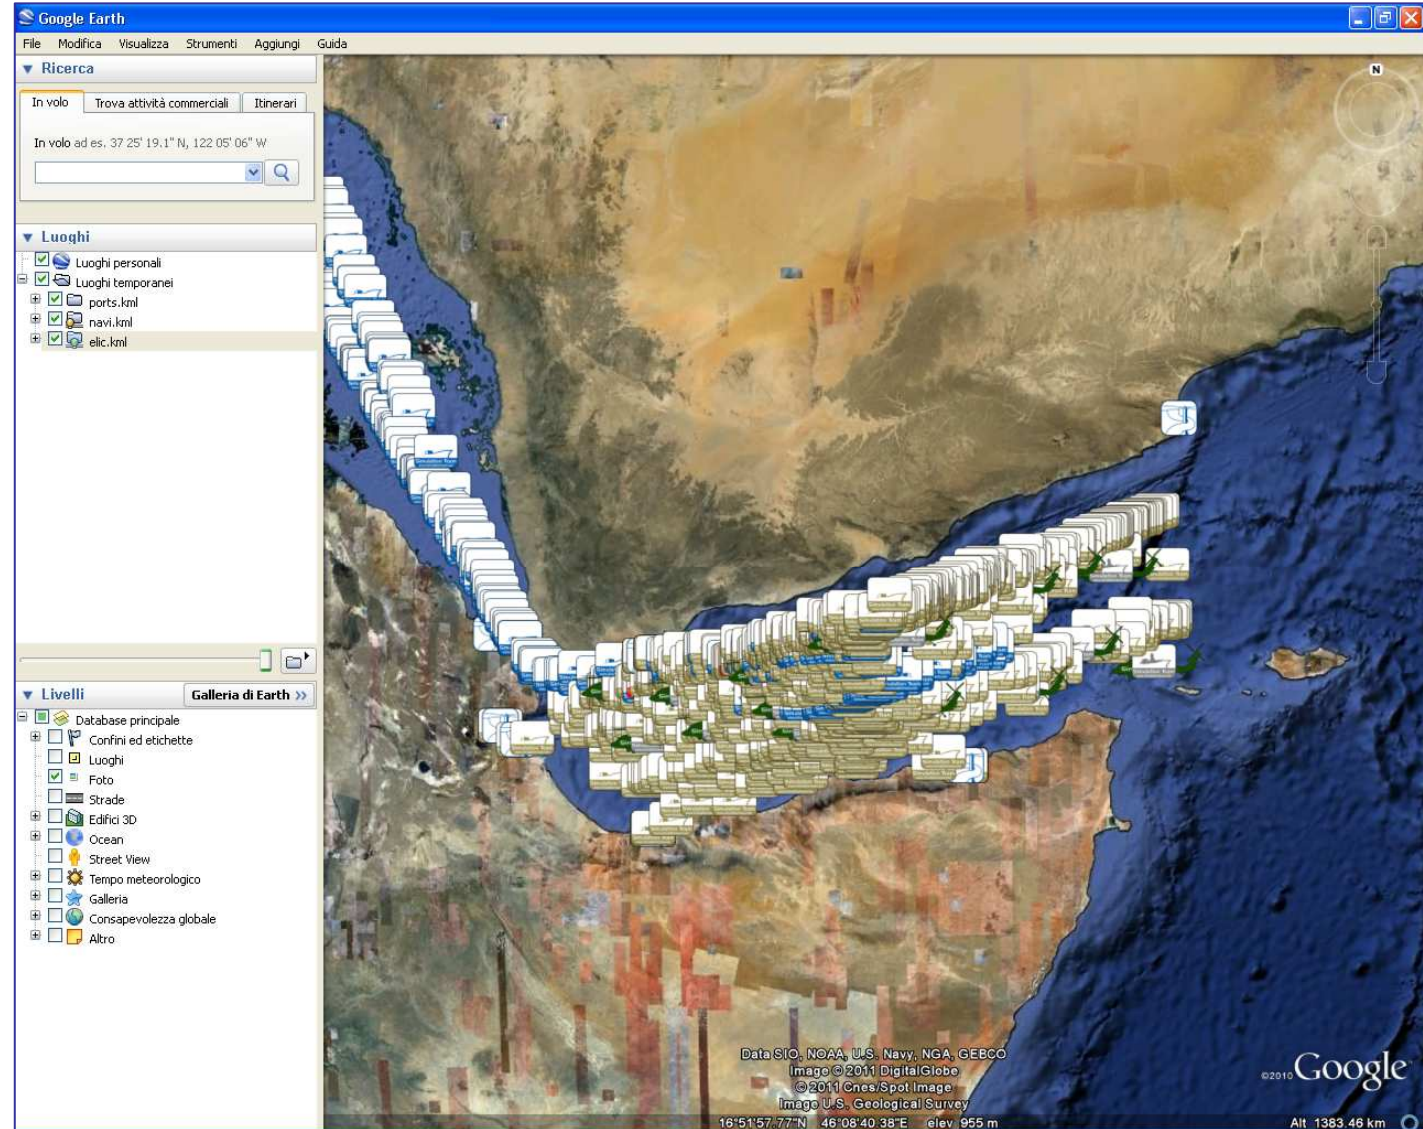 Google Earth
File Modifica Visualizza Strumenti Aggiungi Guida
Ricerca
In volo Trova attività commerciali Itinerari
In volo ad es. 37 25' 19.1" N, 122 05' 06" W
Luoghi
Luoghi personali
Luoghi temporanei
ports.kml
navi.kml
elic.kml
Livelli
Galleria di Earth >>
Database principale
Confini ed etichette
Luoghi
Foto
Strade
Edifici 3D
Ocean
Street View
Tempo meteorologico
Galleria
Consapevolezza globale
Altro
N
Simulation Team
Data SIO, NOAA, U.S. Navy, NGA, GEBCO
Image © 2011 DigitalGlobe
© 2011 Cnes/Spot Image
Image U.S. Geological Survey
©2010 Google
16°51'57.77"N 46°08'40.38"E elev 955 m
Alt 1383.46 km